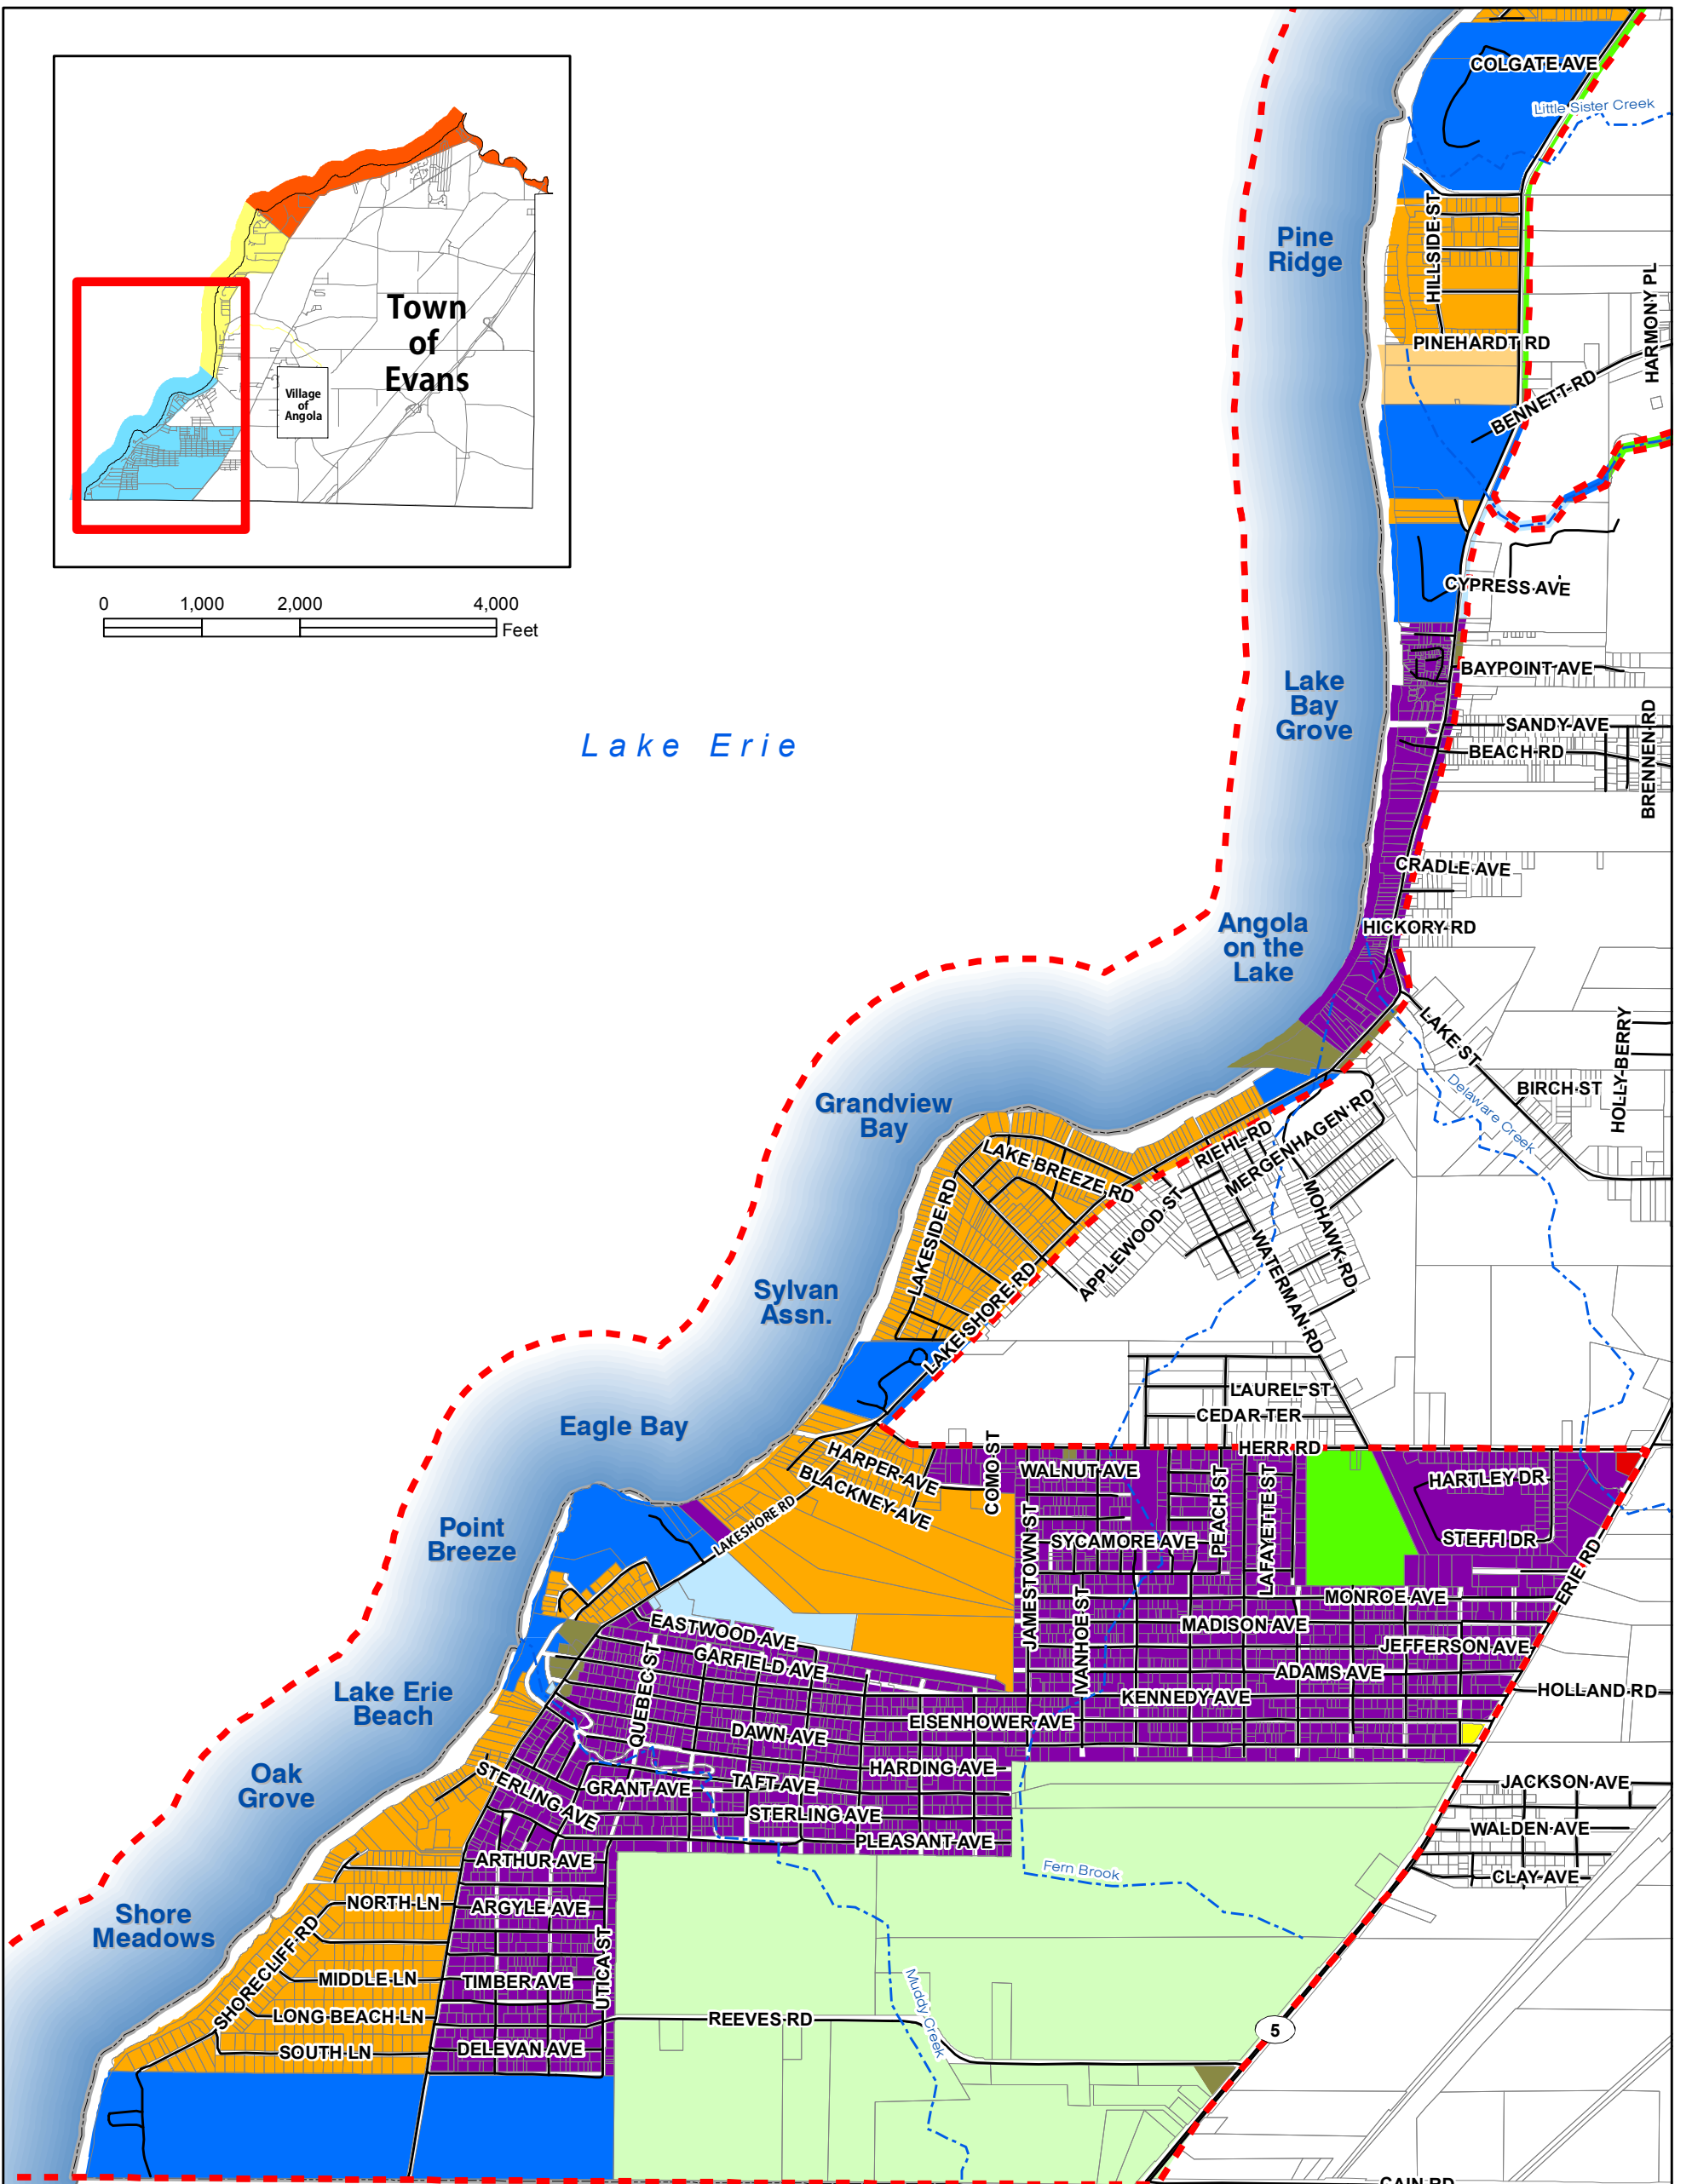 COLGATE AVE
Little Sister Creek
Town
of
Evans
Village
of
Angola
0 1,000 2,000 4,000
Feet
Pine
Ridge
HILLSIDE ST
HARMONY PL
PINEHARDT RD
BENNETT RD
CYPRESS AVE
Lake
Bay
Grove
BAYPOINT AVE
SANDY AVE
BEACH RD
BRENNEN RD
Lake Erie
CRADLE AVE
HICKORY RD
Angola
on the
Lake
LAKE ST
BIRCH ST
HOLLY BERRY
Delaware Creek
Grandview
Bay
LAKE BREEZE RD
RIEHL RD
MERGENHAGEN RD
LAKESIDE RD
APPLEWOOD ST
MOHAWK RD
WATERMAN RD
LAKE SHORE RD
Sylvan
Assn.
LAUREL ST
CEDAR TER
HERR RD
Eagle Bay
HARPER AVE
BLACKNEY AVE
COMO ST
WALNUT AVE
PEACH ST
LAFAYETTE ST
HARTLEY DR
STEFFI DR
LAKESHORE RD
Point
Breeze
JAMESTOWN ST
SYCAMORE AVE
IVANHOE ST
ERIE RD
MONROE AVE
MADISON AVE
EASTWOOD AVE
GARFIELD AVE
QUEBEC ST
JEFFERSON AVE
ADAMS AVE
KENNEDY AVE
HOLLAND RD
Lake Erie
Beach
EISENHOWER AVE
DAWN AVE
HARDING AVE
Oak
Grove
STERLING AVE
GRANT AVE
TAFT AVE
STERLING AVE
PLEASANT AVE
JACKSON AVE
WALDEN AVE
CLAY AVE
ARTHUR AVE
Fern Brook
Shore
Meadows
NORTH LN
ARGYLE AVE
SHORECLIFF RD
UTICA ST
MIDDLE LN
TIMBER AVE
LONG BEACH LN
REEVES RD
Muddy Creek
5
SOUTH LN
DELEVAN AVE
CAIN RD